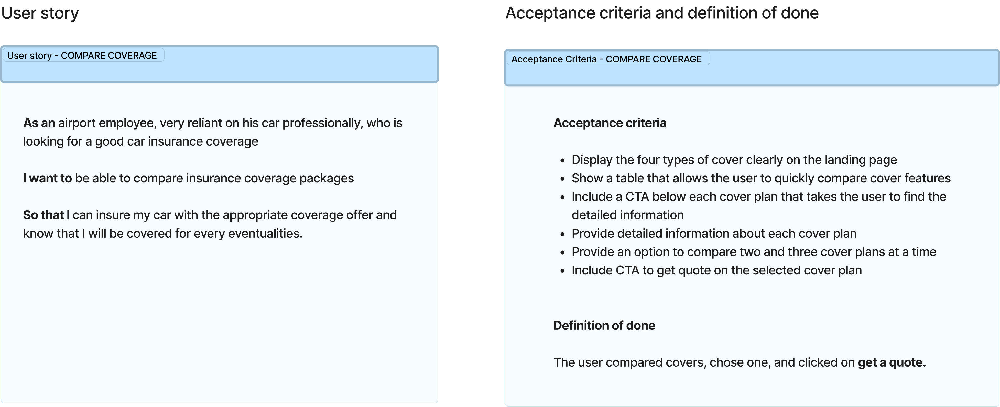 User story
User story - COMPARE COVERAGE
As an airport employee, very reliant on his car professionally, who is
looking for a good car insurance coverage
I want to be able to compare insurance coverage packages
So that I can insure my car with the appropriate coverage offer and
know that I will be covered for every eventualities.
Acceptance criteria and definition of done
Acceptance Criteria - COMPARE COVERAGE
Acceptance criteria
• Display the four types of cover clearly on the landing page
• Show a table that allows the user to quickly compare cover features
• Include a CTA below each cover plan that takes the user to find the
detailed information
• Provide detailed information about each cover plan
• Provide an option to compare two and three cover plans at a time
• Include CTA to get quote on the selected cover plan
Definition of done
The user compared covers, chose one, and clicked on get a quote.